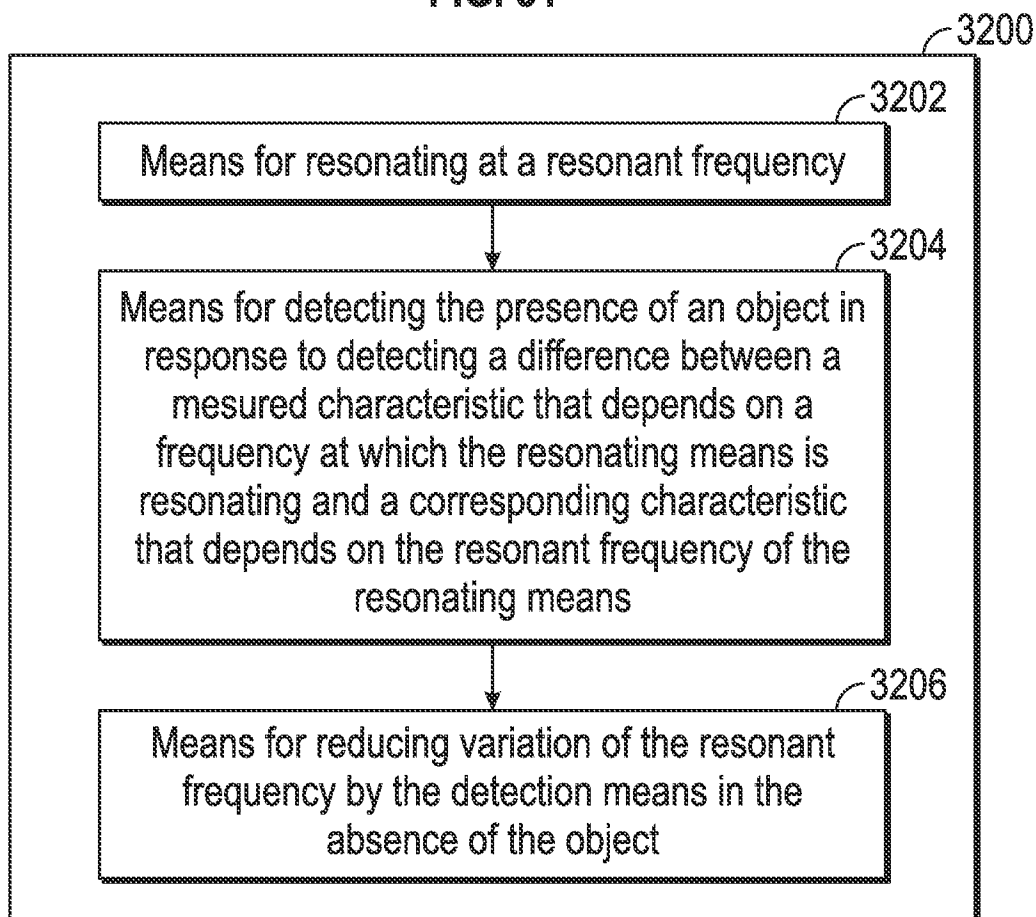 3200
3202
Means for resonating at a resonant frequency
3204
Means for detecting the presence of an object in
response to detecting a difference between a
mesured characteristic that depends on a
frequency at which the resonating means is
resonating and a corresponding characteristic
that depends on the resonant frequency of the
resonating means
3206
Means for reducing variation of the resonant
frequency by the detection means in the
absence of the object